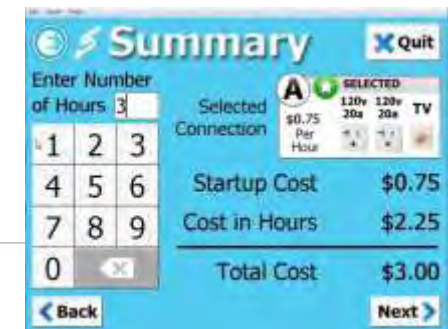 Summary
Quit
Enter Number
of Hours 3
Selected
Connection
A
$0.75
Per
Hour
SELECTED
120v 120v TV
20a 20a
1 2 3
4 5 6
7 8 9
0
Startup Cost $0.75
Cost in Hours $2.25
Total Cost $3.00
Back
Next